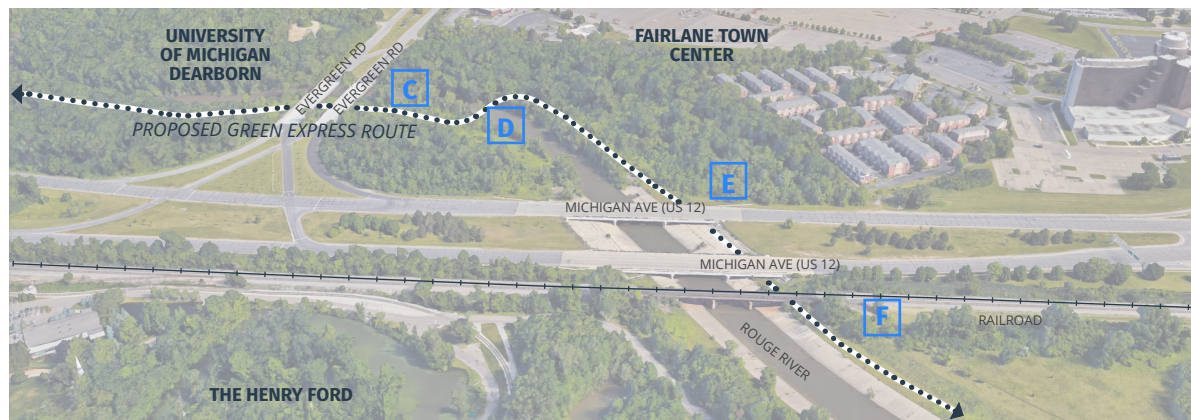 UNIVERSITY
OF MICHIGAN
DEARBORN
EVERGREEN RD
EVERGREEN RD
FAIRLANE TOWN
CENTER
C
PROPOSED GREEN EXPRESS ROUTE
D
E
MICHIGAN AVE (US 12)
MICHIGAN AVE (US 12)
F
RAILROAD
ROUGE RIVER
THE HENRY FORD